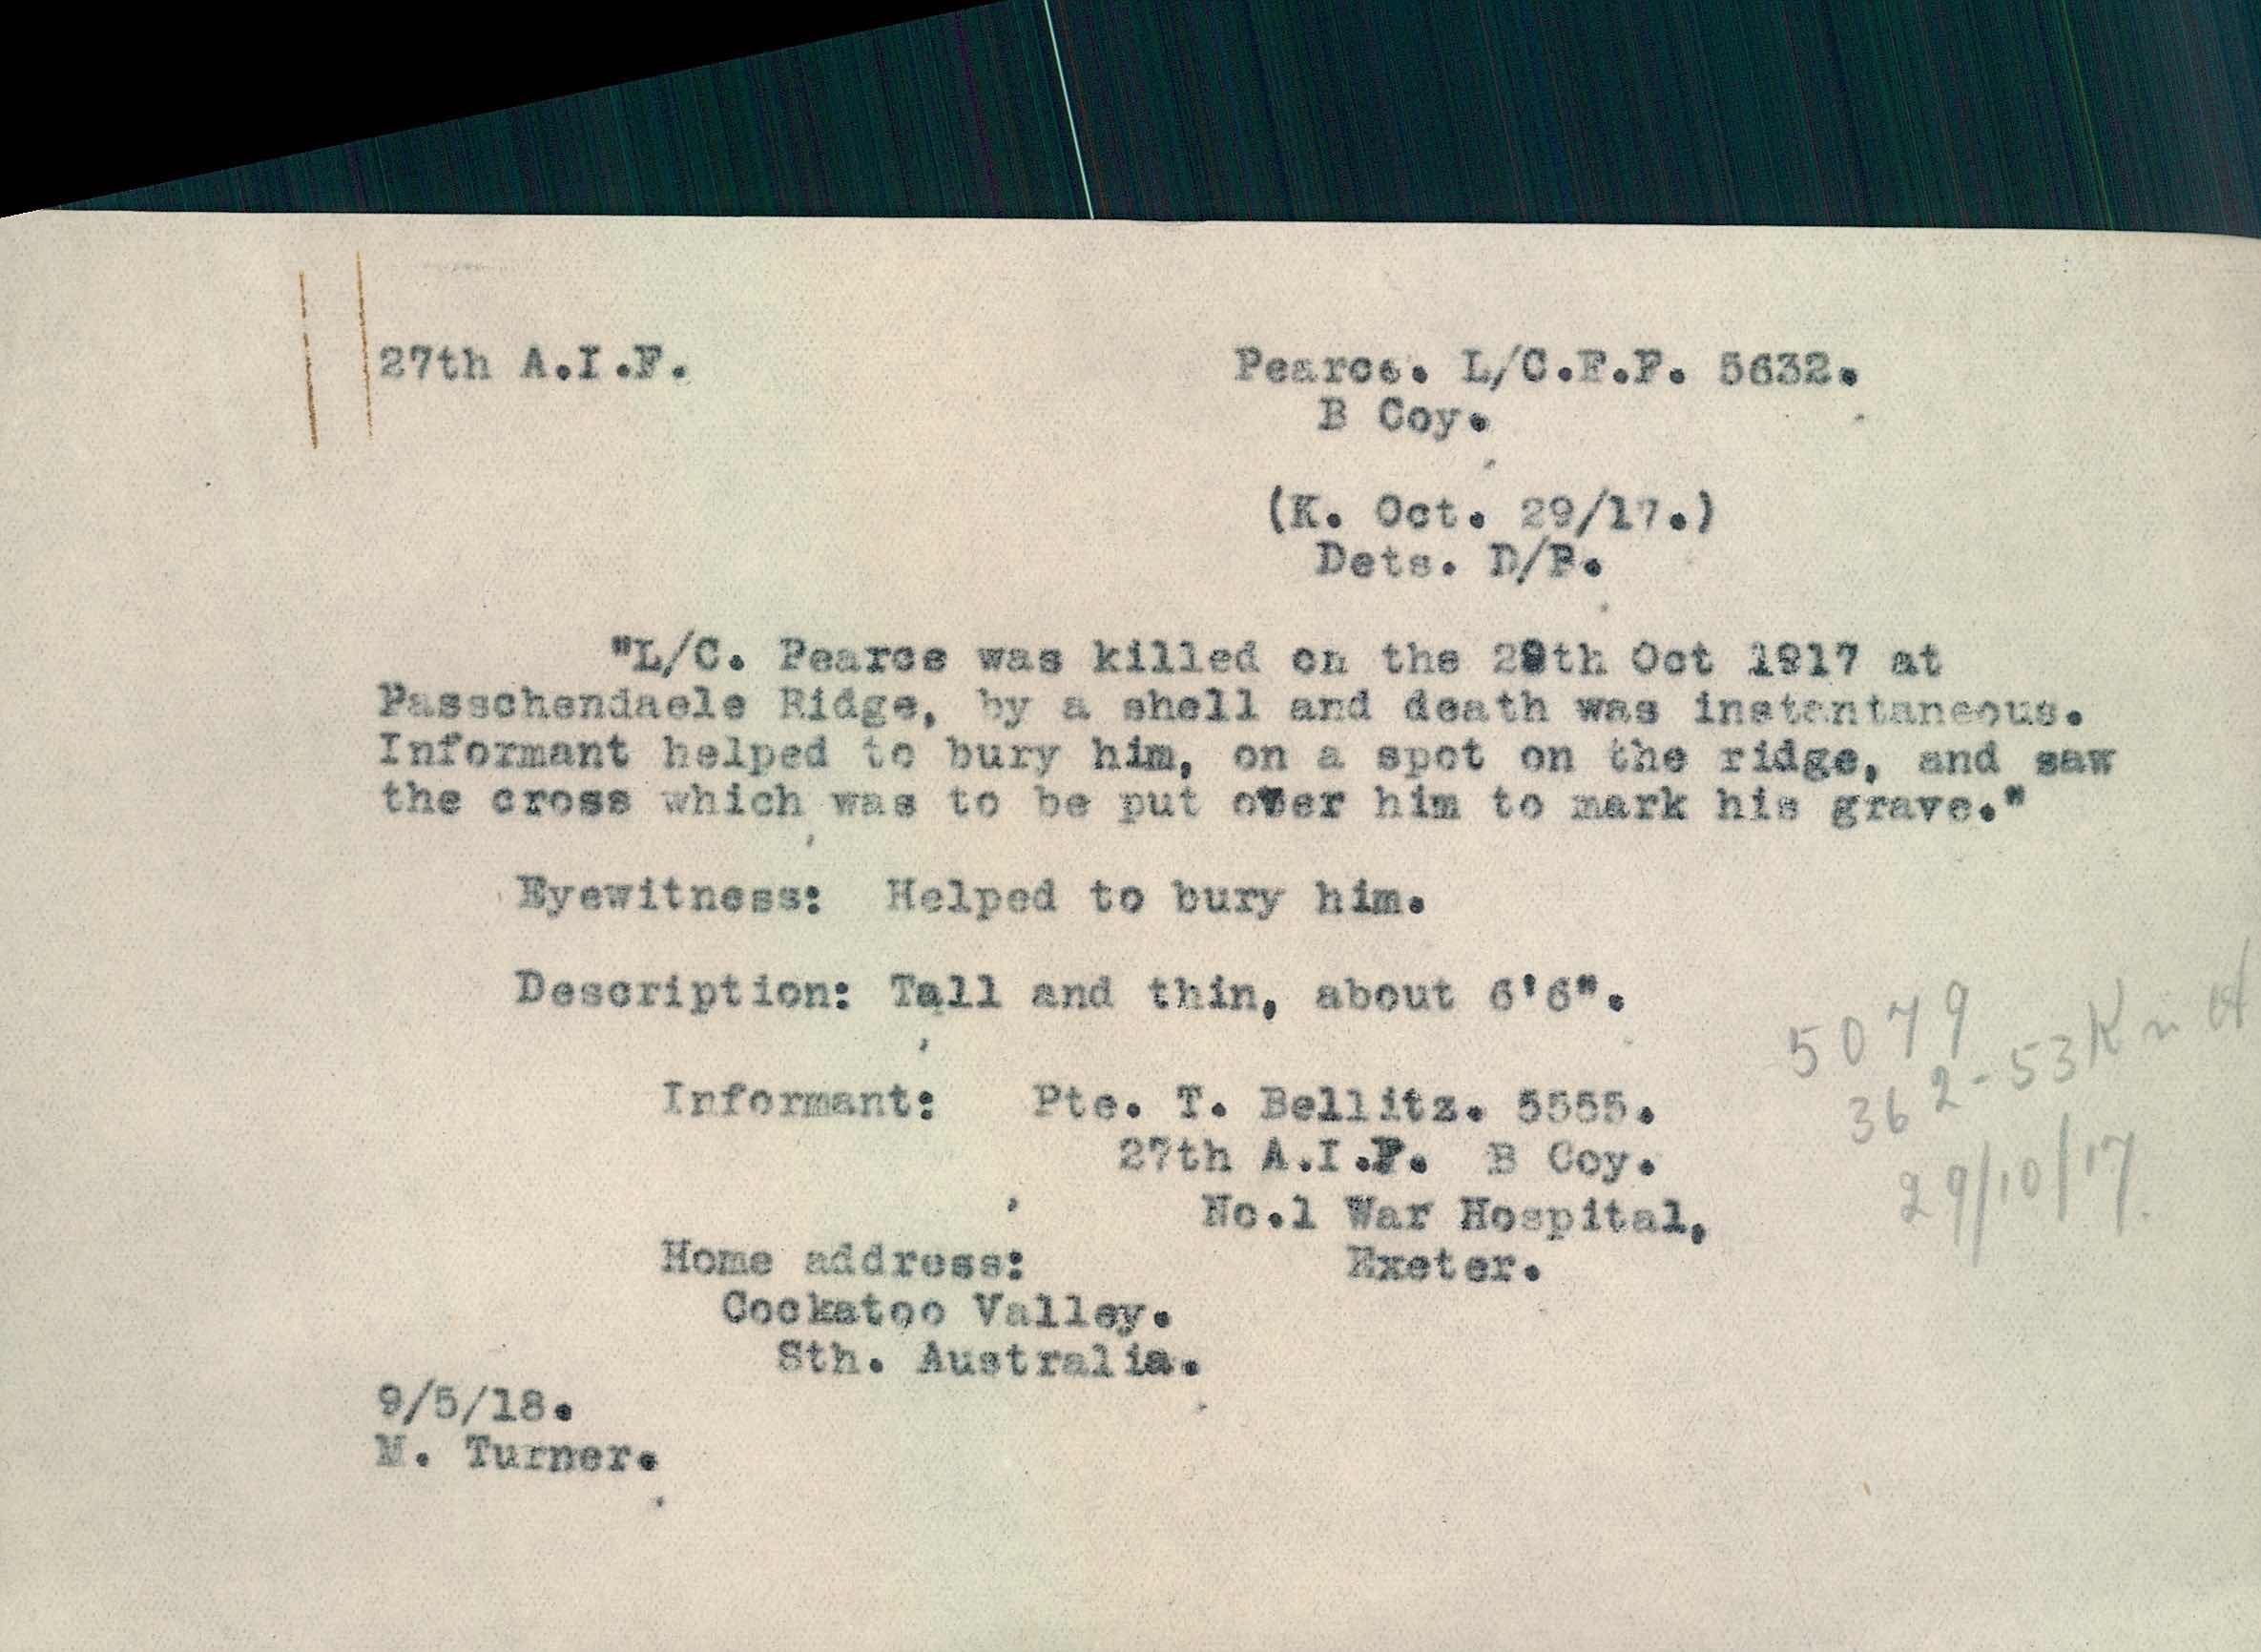 27th A.I.F.
Pearce. L/C.F.F. 5632.
B Coy.
(K. Oct. 29/17.)
Dets. D/P.
"L/C. Pearce was killed on the 29th Oct 1917 at
Passchendaele Ridge, by a shell and death was instantaneous.
Informant helped to bury him, on a spot on the ridge, and saw
the cross which was to be put over him to mark his grave."
Eyewitness: Helped to bury him.
Description: Tall and thin, about 6'6".
Informant: Pte. T. Bellitz. 5555.
27th A.I.F. B Coy.
No.1 War Hospital,
Exeter.
Home address:
Cockatoo Valley.
Sth. Australia.
9/5/18.
M. Turner.
5079
362-53 K in A
29/10/17.